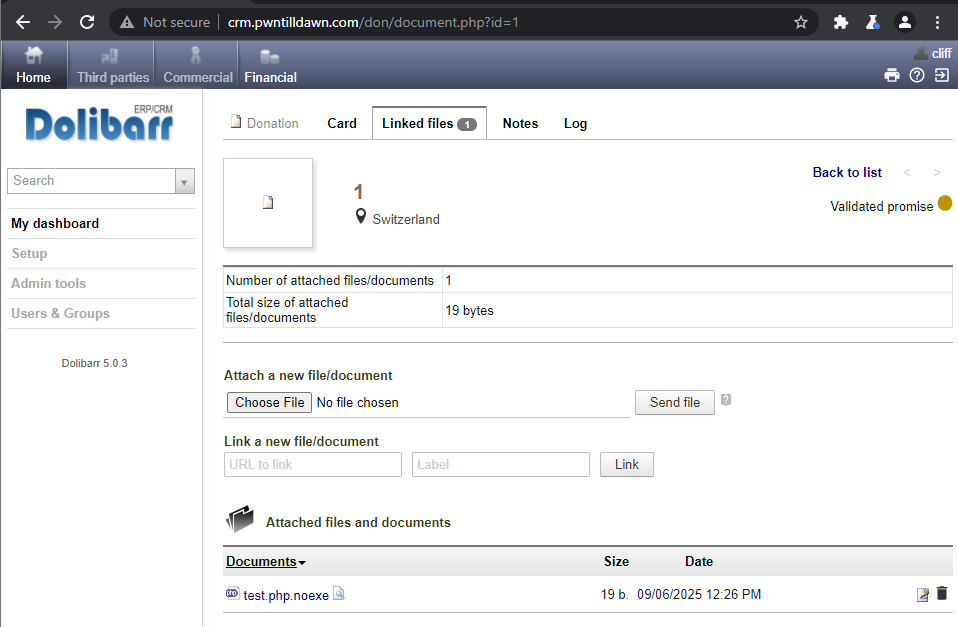 Not secure crm.pwntilldawn.com/don/document.php?id=1
Home Third parties Commercial Financial cliff
Dolibarr ERP/CRM
Search
My dashboard
Setup
Admin tools
Users & Groups
Dolibarr 5.0.3
Donation Card Linked files 1 Notes Log
1
Switzerland
Back to list < >
Validated promise
Number of attached files/documents 1
Total size of attached
files/documents 19 bytes
Attach a new file/document
Choose File No file chosen Send file ?
Link a new file/document
URL to link Label Link
Attached files and documents
Documents Size Date
php test.php.noexe 19 b. 09/06/2025 12:26 PM